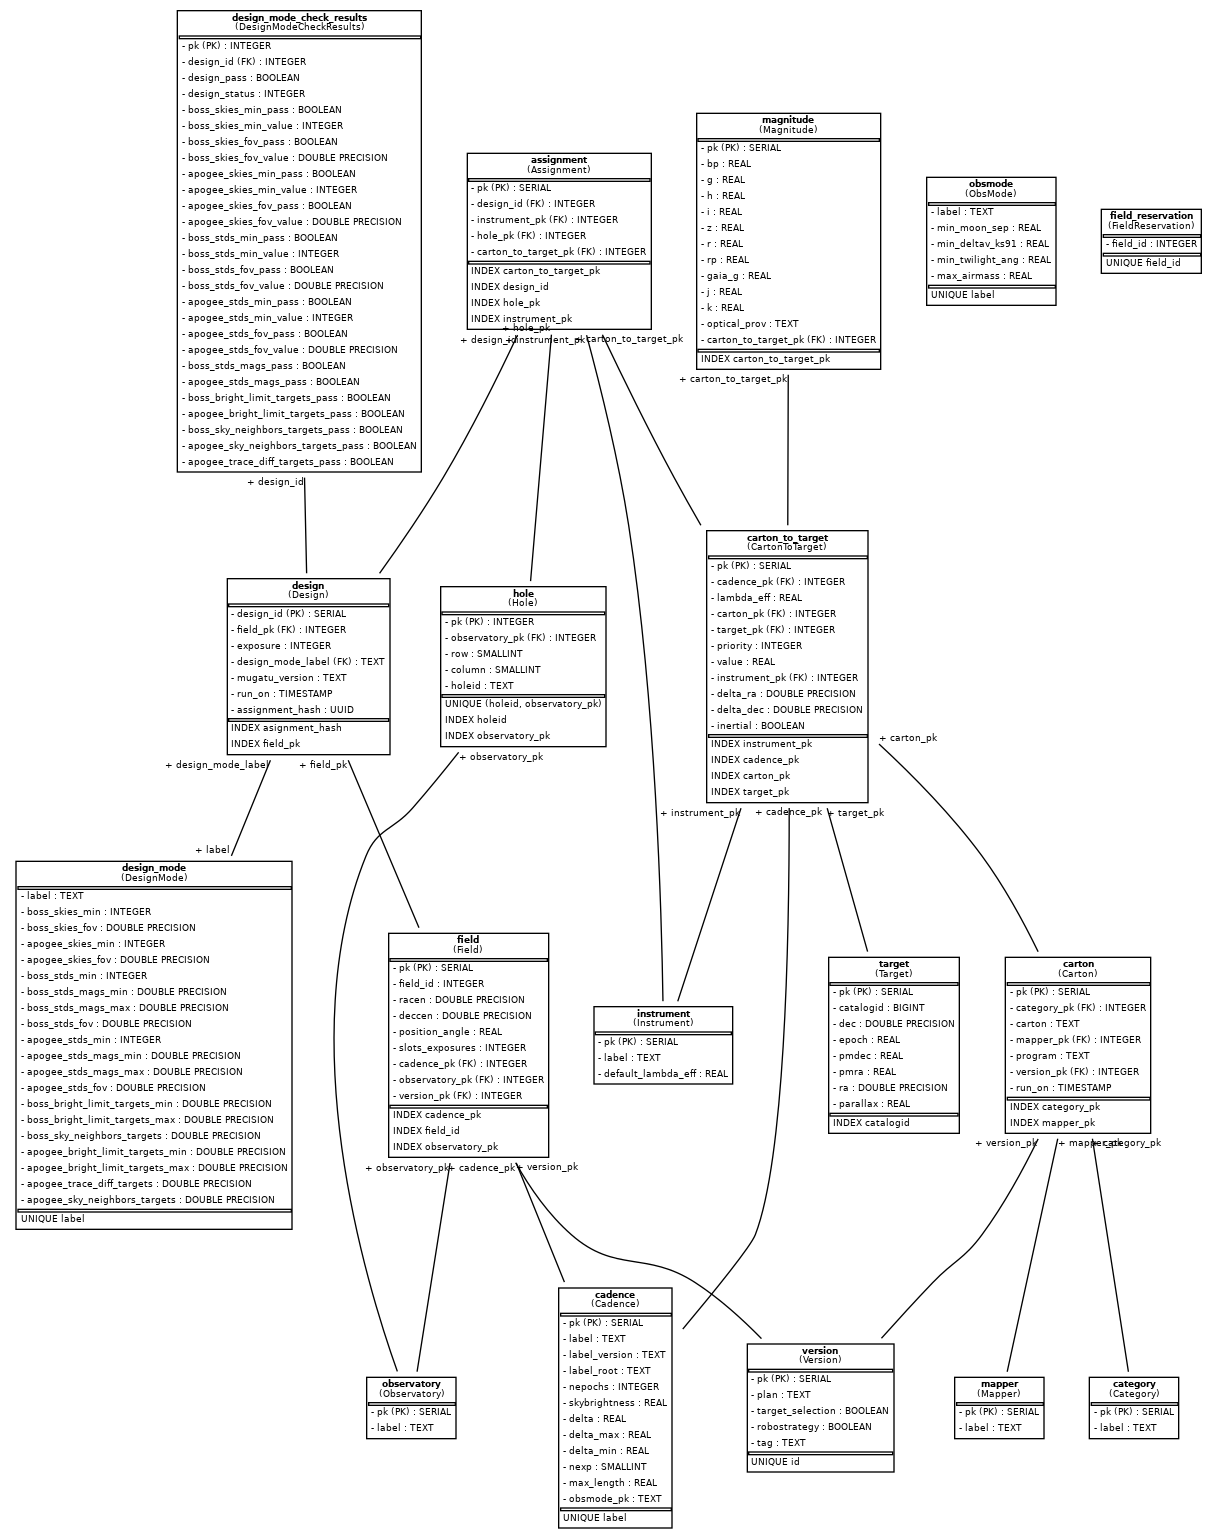 design_mode_check_results
(DesignModeCheckResults)
- pk (PK) : INTEGER
- design_id (FK) : INTEGER
- design_pass : BOOLEAN
- design_status : INTEGER
- boss_skies_min_pass : BOOLEAN
- boss_skies_min_value : INTEGER
- boss_skies_fov_pass : BOOLEAN
- boss_skies_fov_value : DOUBLE PRECISION
- apogee_skies_min_pass : BOOLEAN
- apogee_skies_min_value : INTEGER
- apogee_skies_fov_pass : BOOLEAN
- apogee_skies_fov_value : DOUBLE PRECISION
- boss_stds_min_pass : BOOLEAN
- boss_stds_min_value : INTEGER
- boss_stds_fov_pass : BOOLEAN
- boss_stds_fov_value : DOUBLE PRECISION
- apogee_stds_min_pass : BOOLEAN
- apogee_stds_min_value : INTEGER
- apogee_stds_fov_pass : BOOLEAN
- apogee_stds_fov_value : DOUBLE PRECISION
- boss_stds_mags_pass : BOOLEAN
- apogee_stds_mags_pass : BOOLEAN
- boss_bright_limit_targets_pass : BOOLEAN
- apogee_bright_limit_targets_pass : BOOLEAN
- boss_sky_neighbors_targets_pass : BOOLEAN
- apogee_sky_neighbors_targets_pass : BOOLEAN
- apogee_trace_diff_targets_pass : BOOLEAN
+ design_id
assignment
(Assignment)
- pk (PK) : SERIAL
- design_id (FK) : INTEGER
- instrument_pk (FK) : INTEGER
- hole_pk (FK) : INTEGER
- carton_to_target_pk (FK) : INTEGER
INDEX carton_to_target_pk
INDEX design_id
INDEX hole_pk
INDEX instrument_pk
+ hole_pk
+ design_id
+ instrument_pk
+ carton_to_target_pk
magnitude
(Magnitude)
- pk (PK) : SERIAL
- bp : REAL
- g : REAL
- h : REAL
- i : REAL
- z : REAL
- r : REAL
- rp : REAL
- gaia_g : REAL
- j : REAL
- k : REAL
- optical_prov : TEXT
- carton_to_target_pk (FK) : INTEGER
INDEX carton_to_target_pk
+ carton_to_target_pk
obsmode
(ObsMode)
- label : TEXT
- min_moon_sep : REAL
- min_deltav_ks91 : REAL
- min_twilight_ang : REAL
- max_airmass : REAL
UNIQUE label
field_reservation
(FieldReservation)
- field_id : INTEGER
UNIQUE field_id
design
(Design)
- design_id (PK) : SERIAL
- field_pk (FK) : INTEGER
- exposure : INTEGER
- design_mode_label (FK) : TEXT
- mugatu_version : TEXT
- run_on : TIMESTAMP
- assignment_hash : UUID
INDEX asignment_hash
INDEX field_pk
+ design_mode_label
+ field_pk
+ label
hole
(Hole)
- pk (PK) : INTEGER
- observatory_pk (FK) : INTEGER
- row : SMALLINT
- column : SMALLINT
- holeid : TEXT
UNIQUE (holeid, observatory_pk)
INDEX holeid
INDEX observatory_pk
+ observatory_pk
carton_to_target
(CartonToTarget)
- pk (PK) : SERIAL
- cadence_pk (FK) : INTEGER
- lambda_eff : REAL
- carton_pk (FK) : INTEGER
- target_pk (FK) : INTEGER
- priority : INTEGER
- value : REAL
- instrument_pk (FK) : INTEGER
- delta_ra : DOUBLE PRECISION
- delta_dec : DOUBLE PRECISION
- inertial : BOOLEAN
INDEX instrument_pk
INDEX cadence_pk
INDEX carton_pk
INDEX target_pk
+ carton_pk
+ instrument_pk
+ cadence_pk
+ target_pk
design_mode
(DesignMode)
- label : TEXT
- boss_skies_min : INTEGER
- boss_skies_fov : DOUBLE PRECISION
- apogee_skies_min : INTEGER
- apogee_skies_fov : DOUBLE PRECISION
- boss_stds_min : INTEGER
- boss_stds_mags_min : DOUBLE PRECISION
- boss_stds_mags_max : DOUBLE PRECISION
- boss_stds_fov : DOUBLE PRECISION
- apogee_stds_min : INTEGER
- apogee_stds_mags_min : DOUBLE PRECISION
- apogee_stds_mags_max : DOUBLE PRECISION
- apogee_stds_fov : DOUBLE PRECISION
- boss_bright_limit_targets_min : DOUBLE PRECISION
- boss_bright_limit_targets_max : DOUBLE PRECISION
- boss_sky_neighbors_targets : DOUBLE PRECISION
- apogee_bright_limit_targets_min : DOUBLE PRECISION
- apogee_bright_limit_targets_max : DOUBLE PRECISION
- apogee_trace_diff_targets : DOUBLE PRECISION
- apogee_sky_neighbors_targets : DOUBLE PRECISION
UNIQUE label
field
(Field)
- pk (PK) : SERIAL
- field_id : INTEGER
- racen : DOUBLE PRECISION
- deccen : DOUBLE PRECISION
- position_angle : REAL
- slots_exposures : INTEGER
- cadence_pk (FK) : INTEGER
- observatory_pk (FK) : INTEGER
- version_pk (FK) : INTEGER
INDEX cadence_pk
INDEX field_id
INDEX observatory_pk
+ observatory_pk
+ cadence_pk
+ version_pk
instrument
(Instrument)
- pk (PK) : SERIAL
- label : TEXT
- default_lambda_eff : REAL
target
(Target)
- pk (PK) : SERIAL
- catalogid : BIGINT
- dec : DOUBLE PRECISION
- epoch : REAL
- pmdec : REAL
- pmra : REAL
- ra : DOUBLE PRECISION
- parallax : REAL
INDEX catalogid
carton
(Carton)
- pk (PK) : SERIAL
- category_pk (FK) : INTEGER
- carton : TEXT
- mapper_pk (FK) : INTEGER
- program : TEXT
- version_pk (FK) : INTEGER
- run_on : TIMESTAMP
INDEX category_pk
INDEX mapper_pk
+ version_pk
+ mapper_pk
+ category_pk
observatory
(Observatory)
- pk (PK) : SERIAL
- label : TEXT
cadence
(Cadence)
- pk (PK) : SERIAL
- label : TEXT
- label_version : TEXT
- label_root : TEXT
- nepochs : INTEGER
- skybrightness : REAL
- delta : REAL
- delta_max : REAL
- delta_min : REAL
- nexp : SMALLINT
- max_length : REAL
- obsmode_pk : TEXT
UNIQUE label
version
(Version)
- pk (PK) : SERIAL
- plan : TEXT
- target_selection : BOOLEAN
- robostrategy : BOOLEAN
- tag : TEXT
UNIQUE id
mapper
(Mapper)
- pk (PK) : SERIAL
- label : TEXT
category
(Category)
- pk (PK) : SERIAL
- label : TEXT